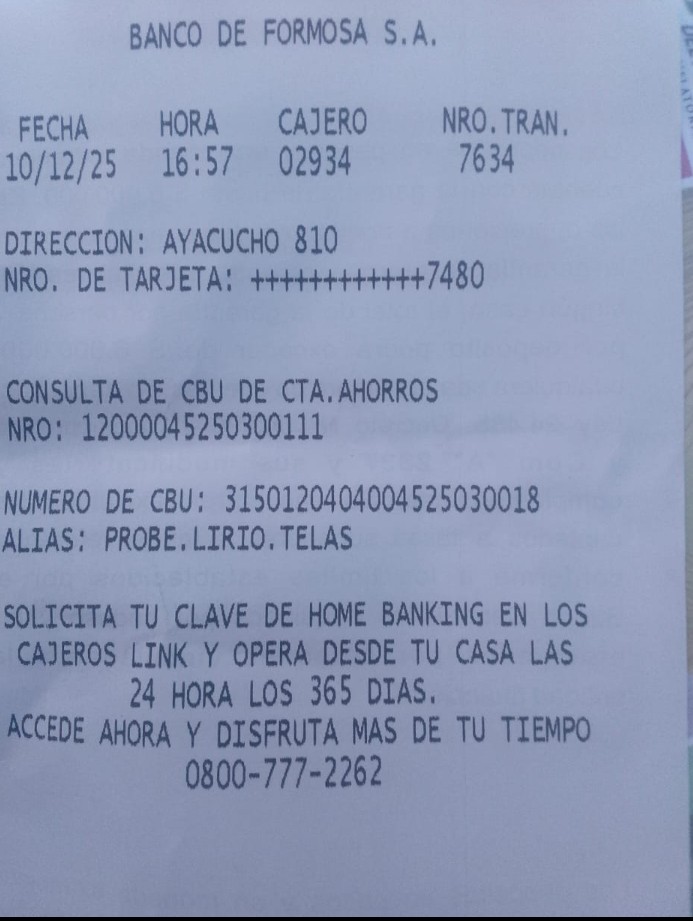 BANCO DE FORMOSA S.A.
FECHA HORA CAJERO NRO.TRAN.
10/12/25 16:57 02934 7634
DIRECCION: AYACUCHO 810
NRO. DE TARJETA: ++++++++++++7480
CONSULTA DE CBU DE CTA.AHORROS
NRO: 12000045250300111
NUMERO DE CBU: 3150120404004525030018
ALIAS: PROBE.LIRIO.TELAS
SOLICITA TU CLAVE DE HOME BANKING EN LOS
CAJEROS LINK Y OPERA DESDE TU CASA LAS
24 HORA LOS 365 DIAS.
ACCEDE AHORA Y DISFRUTA MAS DE TU TIEMPO
0800-777-2262